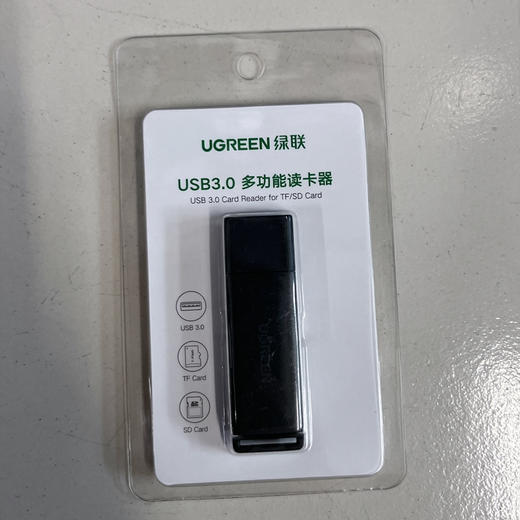 UGREEN 绿联
USB3.0 多功能读卡器
USB 3.0 Card Reader for TF/SD Card
USB 3.0
TF Card
SD Card
UGREEN